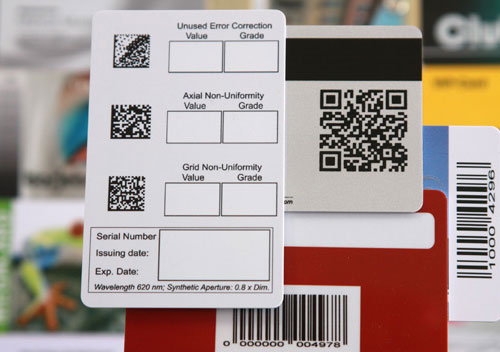 Unused Error Correction
Value Grade
Axial Non-Uniformity
Value Grade
Grid Non-Uniformity
Value Grade
Serial Number
Issuing date:
Exp. Date:
Wavelength 620 nm; Synthetic Aperture: 0.8 x Dim.
Clu
.com
1000 4296
0 000000 004978